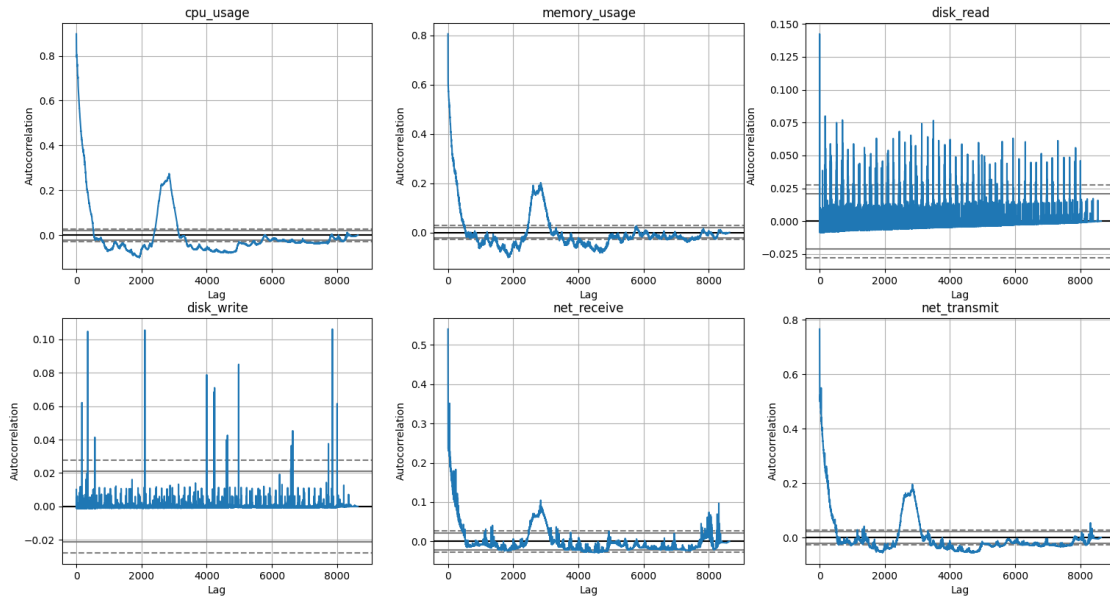 cpu_usage
Autocorrelation
0.8
0.6
0.4
0.2
0.0
0 2000 4000 6000 8000
Lag
memory_usage
Autocorrelation
0.8
0.6
0.4
0.2
0.0
0 2000 4000 6000 8000
Lag
disk_read
Autocorrelation
0.150
0.125
0.100
0.075
0.050
0.025
0.000
−0.025
0 2000 4000 6000 8000
Lag
disk_write
Autocorrelation
0.10
0.08
0.06
0.04
0.02
0.00
−0.02
0 2000 4000 6000 8000
Lag
net_receive
Autocorrelation
0.5
0.4
0.3
0.2
0.1
0.0
0 2000 4000 6000 8000
Lag
net_transmit
Autocorrelation
0.8
0.6
0.4
0.2
0.0
0 2000 4000 6000 8000
Lag